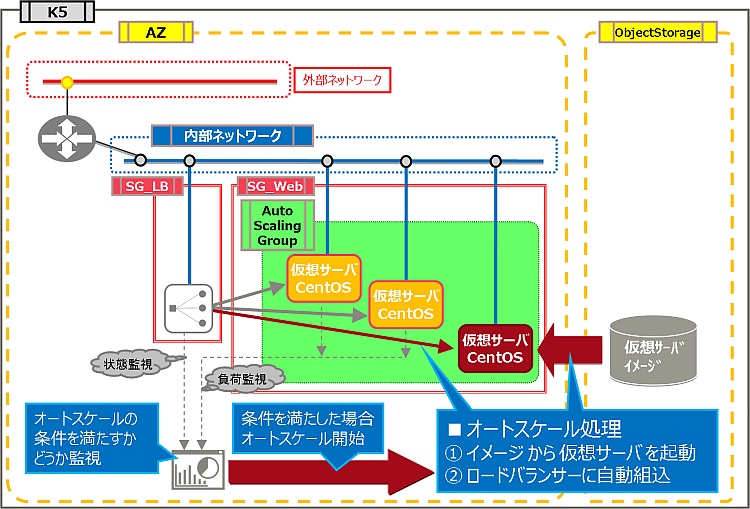 K5
AZ
ObjectStorage
外部ネットワーク
内部ネットワーク
SG_LB
SG_Web
Auto
Scaling
Group
仮想サーバ
CentOS
仮想サーバ
CentOS
仮想サーバ
CentOS
仮想サーバ
イメージ
状態監視
負荷監視
オートスケールの
条件を満たすか
どうか監視
条件を満たした場合
オートスケール開始
■ オートスケール処理
① イメージから仮想サーバを起動
② ロードバランサーに自動組込